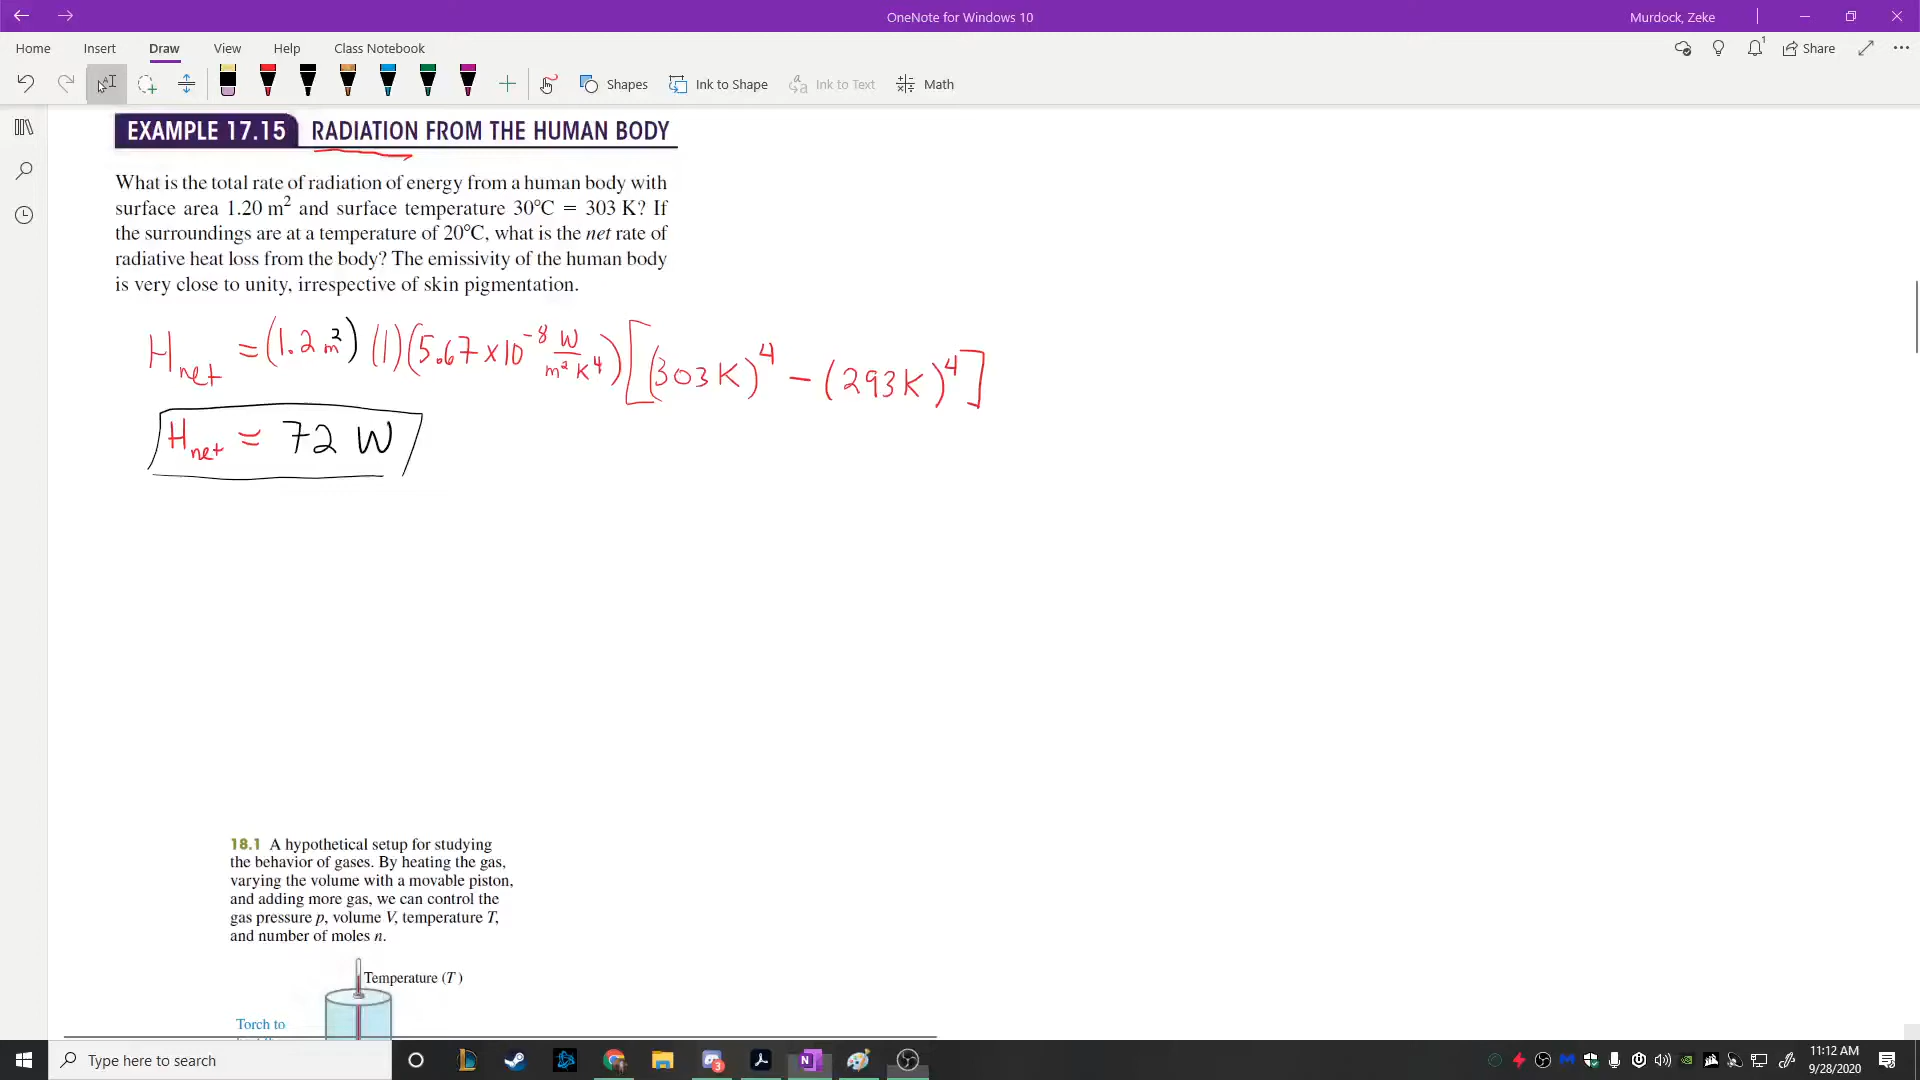 OneNote for Windows 10
Murdock, Zeke
Home Insert Draw View Help Class Notebook
Share
Shapes Ink to Shape Ink to Text Math
EXAMPLE 17.15 RADIATION FROM THE HUMAN BODY
What is the total rate of radiation of energy from a human body with
surface area 1.20 m² and surface temperature 30°C = 303 K? If
the surroundings are at a temperature of 20°C, what is the net rate of
radiative heat loss from the body? The emissivity of the human body
is very close to unity, irrespective of skin pigmentation.
H_net = (1.2 m²) (1)(5.67 x 10⁻⁸ W/m²K⁴)[(303K)⁴ − (293K)⁴]
H_net = 72 W
18.1 A hypothetical setup for studying
the behavior of gases. By heating the gas,
varying the volume with a movable piston,
and adding more gas, we can control the
gas pressure p, volume V, temperature T,
and number of moles n.
Temperature (T )
Torch to
Type here to search
11:12 AM
9/28/2020